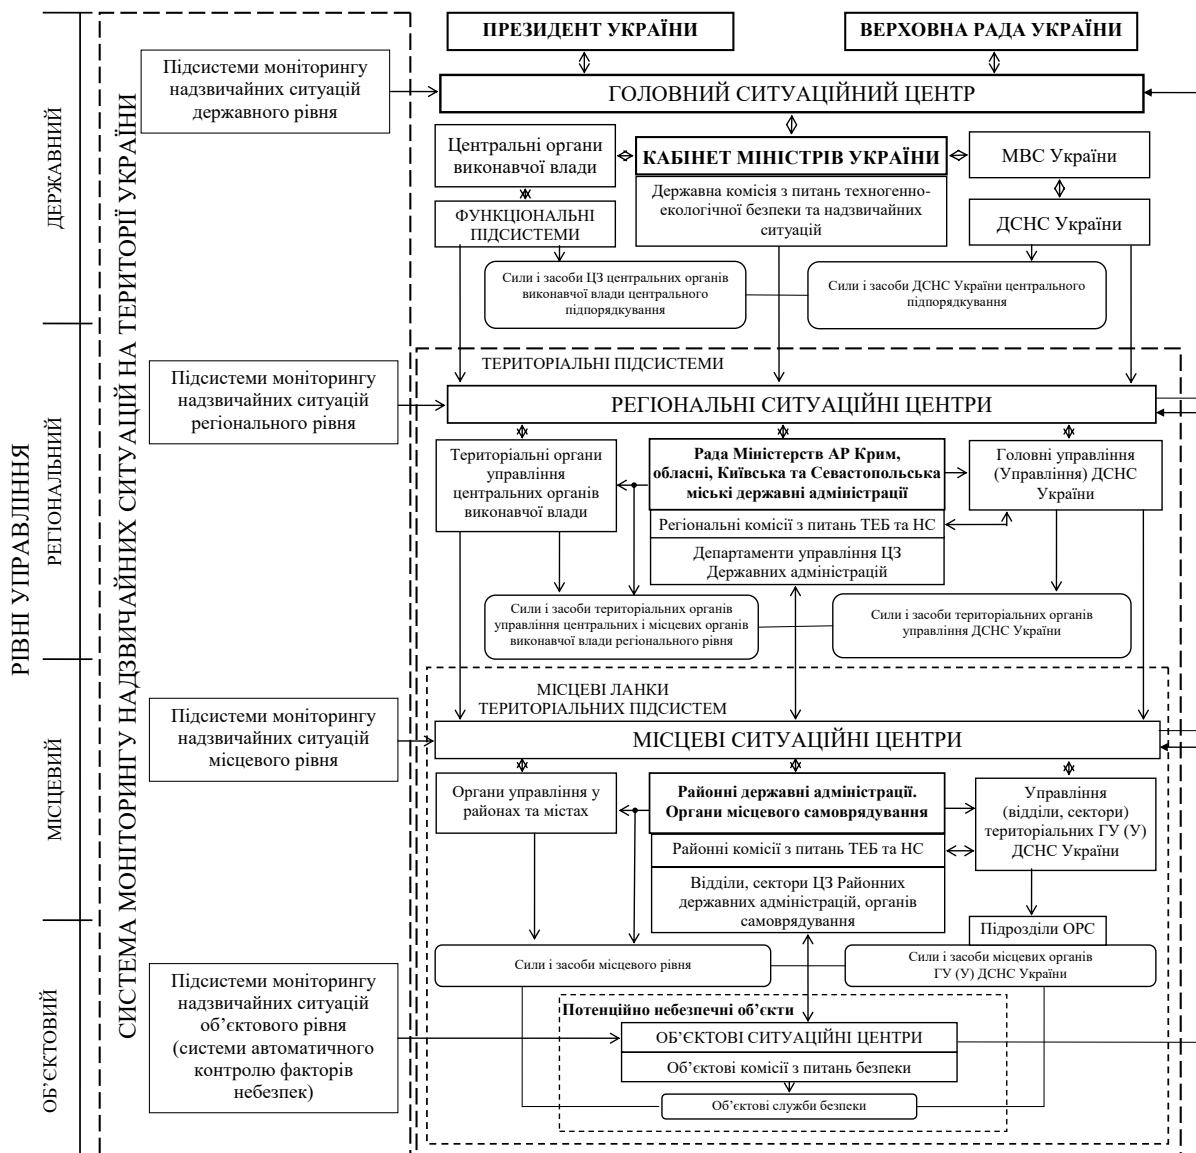 РІВНІ УПРАВЛІННЯ
ДЕРЖАВНИЙ
РЕГІОНАЛЬНИЙ
МІСЦЕВИЙ
ОБ’ЄКТОВИЙ
СИСТЕМА МОНІТОРИНГУ НАДЗВИЧАЙНИХ СИТУАЦІЙ НА ТЕРИТОРІЇ УКРАЇНИ
ПРЕЗИДЕНТ УКРАЇНИ
ВЕРХОВНА РАДА УКРАЇНИ
Підсистеми моніторингу
надзвичайних ситуацій
державного рівня
ГОЛОВНИЙ СИТУАЦІЙНИЙ ЦЕНТР
Центральні органи
виконавчої влади
КАБІНЕТ МІНІСТРІВ УКРАЇНИ
МВС України
Державна комісія з питань техногенно-
екологічної безпеки та надзвичайних
ситуацій
ФУНКЦІОНАЛЬНІ
ПІДСИСТЕМИ
ДСНС України
Сили і засоби ЦЗ центральних органів
виконавчої влади центрального
підпорядкування
Сили і засоби ДСНС України центрального
підпорядкування
ТЕРИТОРІАЛЬНІ ПІДСИСТЕМИ
Підсистеми моніторингу
надзвичайних ситуацій
регіонального рівня
РЕГІОНАЛЬНІ СИТУАЦІЙНІ ЦЕНТРИ
Територіальні органи
управління
центральних органів
виконавчої влади
Рада Міністерств АР Крим,
обласні, Київська та Севастопольська
міські державні адміністрації
Головні управління
(Управління) ДСНС
України
Регіональні комісії з питань ТЕБ та НС
Департаменти управління ЦЗ
Державних адміністрацій
Сили і засоби територіальних органів
управління центральних і місцевих органів
виконавчої влади регіонального рівня
Сили і засоби територіальних органів
управління ДСНС України
МІСЦЕВІ ЛАНКИ
ТЕРИТОРІАЛЬНИХ ПІДСИСТЕМ
Підсистеми моніторингу
надзвичайних ситуацій
місцевого рівня
МІСЦЕВІ СИТУАЦІЙНІ ЦЕНТРИ
Органи управління у
районах та містах
Районні державні адміністрації.
Органи місцевого самоврядування
Управління
(відділи, сектори)
територіальних ГУ (У)
ДСНС України
Районні комісії з питань ТЕБ та НС
Відділи, сектори ЦЗ Районних
державних адміністрацій, органів
самоврядування
Підрозділи ОРС
Сили і засоби місцевого рівня
Сили і засоби місцевих органів
ГУ (У) ДСНС України
Підсистеми моніторингу
надзвичайних ситуацій
об’єктового рівня
(системи автоматичного
контролю факторів
небезпек)
Потенційно небезпечні об’єкти
ОБ’ЄКТОВІ СИТУАЦІЙНІ ЦЕНТРИ
Об’єктові комісії з питань безпеки
Об’єктові служби безпеки